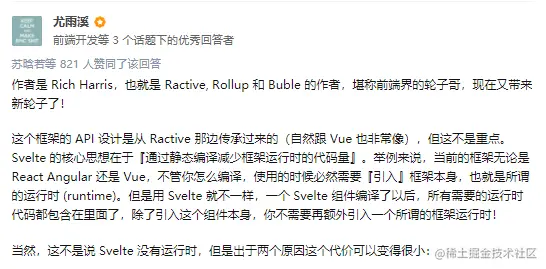 尤雨溪
前端开发等 3 个话题下的优秀回答者
苏晗若等 821 人赞同了该回答
作者是 Rich Harris，也就是 Ractive, Rollup 和 Buble 的作者，堪称前端界的轮子哥，现在又带来
新轮子了！
这个框架的 API 设计是从 Ractive 那边传承过来的（自然跟 Vue 也非常像），但这不是重点。
Svelte 的核心思想在于『通过静态编译减少框架运行时的代码量』。举例来说，当前的框架无论是
React Angular 还是 Vue，不管你怎么编译，使用的时候必然需要『引入』框架本身，也就是所谓
的运行时 (runtime)。但是用 Svelte 就不一样，一个 Svelte 组件编译了以后，所有需要的运行时
代码都包含在里面了，除了引入这个组件本身，你不需要再额外引入一个所谓的框架运行时！
当然，这不是说 Svelte 没有运行时，但是出于两个原因这个代价可以变得很小：
@稀土掘金技术社区